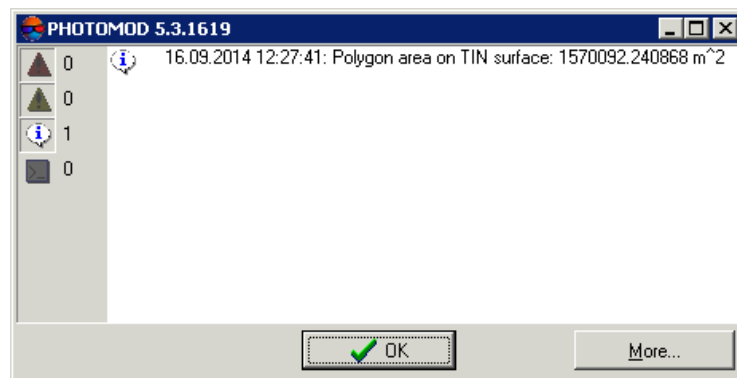 PHOTOMOD 5.3.1619
0
16.09.2014 12:27:41: Polygon area on TIN surface: 1570092.240868 m^2
0
1
0
OK
More...